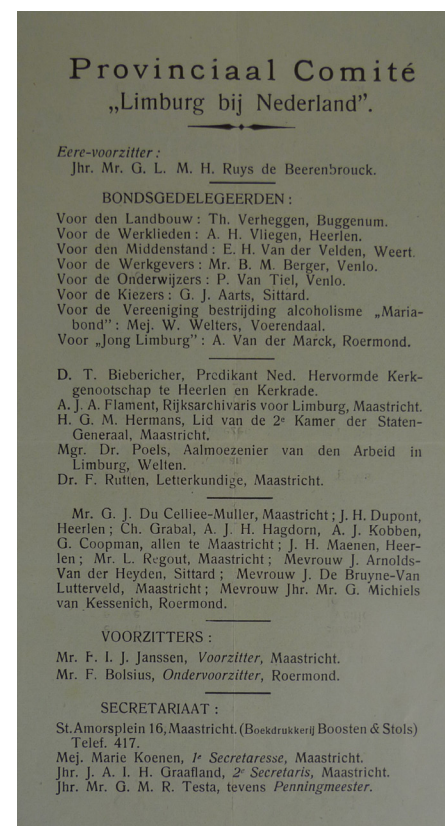 Provinciaal Comité
„Limburg bij Nederland”.
Eere-voorzitter :
Jhr. Mr. G. L. M. H. Ruys de Beerenbrouck.
BONDSGEDELEGEERDEN :
Voor den Landbouw : Th. Verheggen, Buggenum.
Voor de Werklieden : A. H. Vliegen, Heerlen.
Voor den Middenstand : E. H. Van der Velden, Weert.
Voor de Werkgevers : Mr. B. M. Berger, Venlo.
Voor de Onderwijzers : P. Van Tiel, Venlo.
Voor de Kiezers : G. J. Aarts, Sittard.
Voor de Vereeniging bestrijding alcoholisme „Maria-
bond” : Mej. W. Welters, Voerendaal.
Voor „Jong Limburg” : A. Van der Marck, Roermond.
D. T. Biebericher, Predikant Ned. Hervormde Kerk-
genootschap te Heerlen en Kerkrade.
A. J. A. Flament, Rijksarchivaris voor Limburg, Maastricht.
H. G. M. Hermans, Lid van de 2e Kamer der Staten-
Generaal, Maastricht.
Mgr. Dr. Poels, Aalmoezenier van den Arbeid in
Limburg, Welten.
Dr. F. Rutten, Letterkundige, Maastricht.
Mr. G. J. Du Celliee-Muller, Maastricht ; J. H. Dupont,
Heerlen ; Ch. Grabal, A. J. H. Hagdorn, A. J. Kobben,
G. Coopman, allen te Maastricht ; J. H. Maenen, Heer-
len ; Mr. L. Regout, Maastricht ; Mevrouw J. Arnolds-
Van der Heyden, Sittard ; Mevrouw J. De Bruyne-Van
Lutterveld, Maastricht ; Mevrouw Jhr. Mr. G. Michiels
van Kessenich, Roermond.
VOORZITTERS :
Mr. F. I. J. Janssen, Voorzitter, Maastricht.
Mr. F. Bolsius, Ondervoorzitter, Roermond.
SECRETARIAAT :
St. Amorsplein 16, Maastricht. (Boekdrukkerij Boosten & Stols)
Telef. 417.
Mej. Marie Koenen, 1e Secretaresse, Maastricht.
Jhr. J. A. I. H. Graafland, 2e Secretaris, Maastricht.
Jhr. Mr. G. M. R. Testa, tevens Penningmeester.